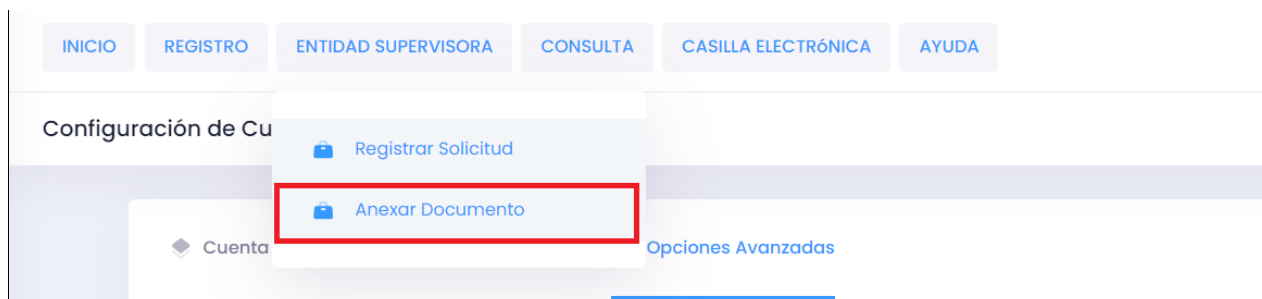 INICIO REGISTRO ENTIDAD SUPERVISORA CONSULTA CASILLA ELECTRóNICA AYUDA
Configuración de Cu
Registrar Solicitud
Anexar Documento
Cuenta Opciones Avanzadas